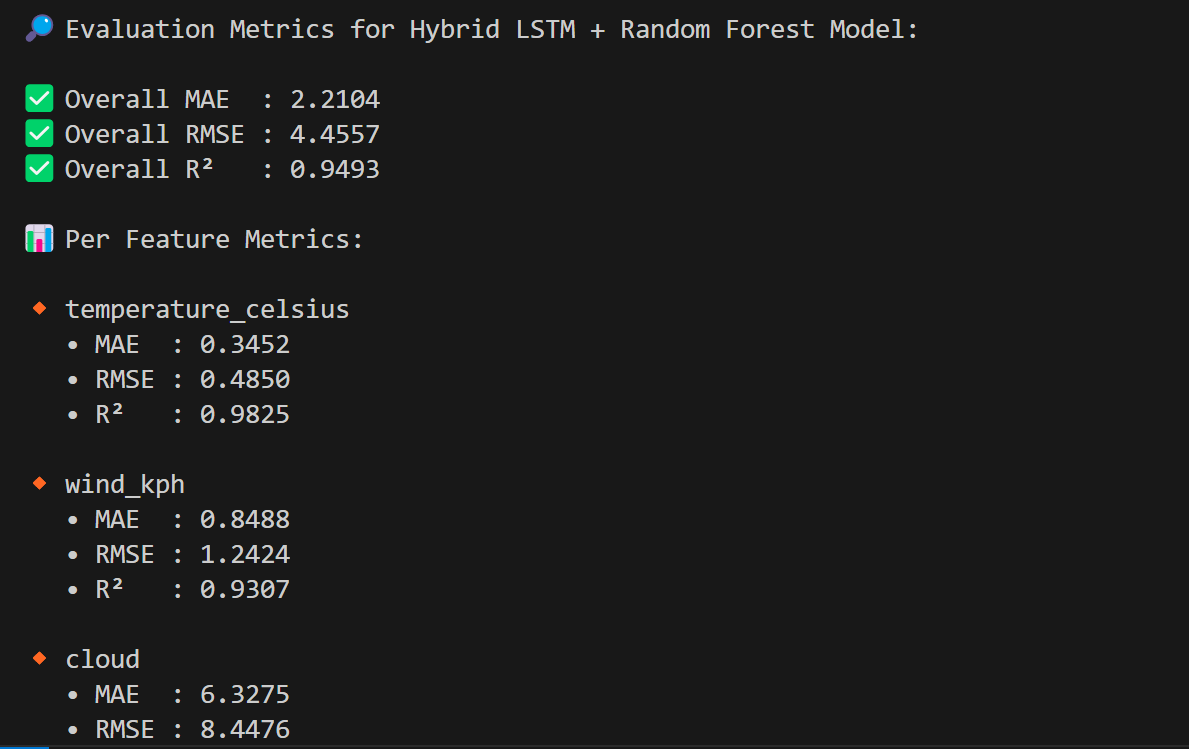 🔎 Evaluation Metrics for Hybrid LSTM + Random Forest Model:
✅ Overall MAE  : 2.2104
✅ Overall RMSE : 4.4557
✅ Overall R²   : 0.9493
📊 Per Feature Metrics:
🔸 temperature_celsius
• MAE  : 0.3452
• RMSE : 0.4850
• R²   : 0.9825
🔸 wind_kph
• MAE  : 0.8488
• RMSE : 1.2424
• R²   : 0.9307
🔸 cloud
• MAE  : 6.3275
• RMSE : 8.4476